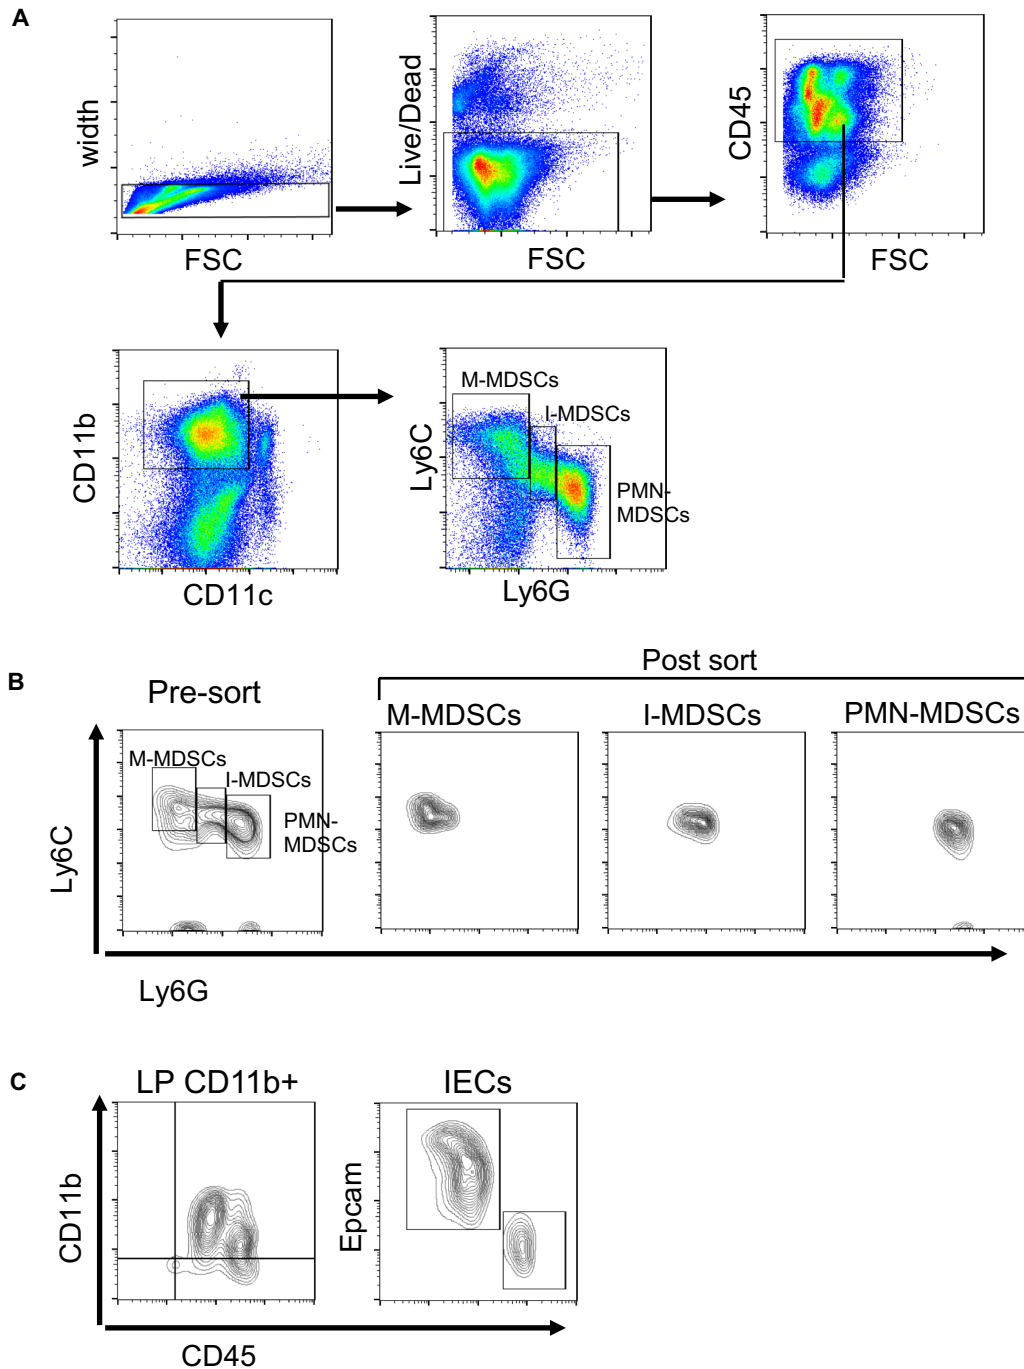 A
width
FSC
Live/Dead
FSC
CD45
FSC
CD11b
CD11c
M-MDSCs
I-MDSCs
Ly6C
PMN-
MDSCs
Ly6G
B
Pre-sort
Post sort
M-MDSCs
I-MDSCs
PMN-MDSCs
M-MDSCs
I-MDSCs
PMN-
MDSCs
Ly6C
Ly6G
C
LP CD11b+
IECs
CD11b
Epcam
CD45